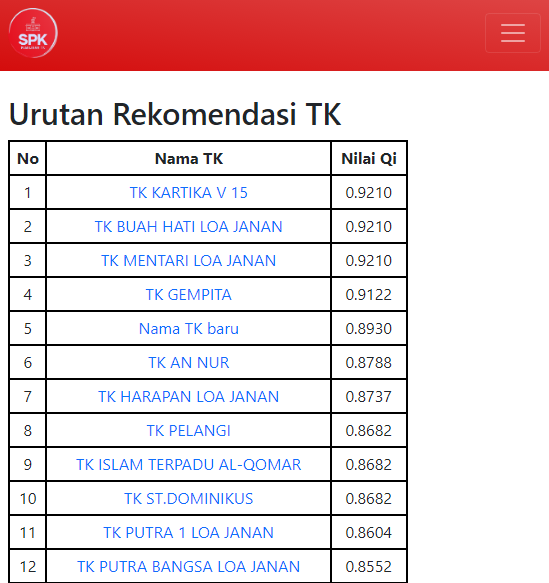 SPK
Urutan Rekomendasi TK
No Nama TK Nilai Qi
1 TK KARTIKA V 15 0.9210
2 TK BUAH HATI LOA JANAN 0.9210
3 TK MENTARI LOA JANAN 0.9210
4 TK GEMPITA 0.9122
5 Nama TK baru 0.8930
6 TK AN NUR 0.8788
7 TK HARAPAN LOA JANAN 0.8737
8 TK PELANGI 0.8682
9 TK ISLAM TERPADU AL-QOMAR 0.8682
10 TK ST.DOMINIKUS 0.8682
11 TK PUTRA 1 LOA JANAN 0.8604
12 TK PUTRA BANGSA LOA JANAN 0.8552